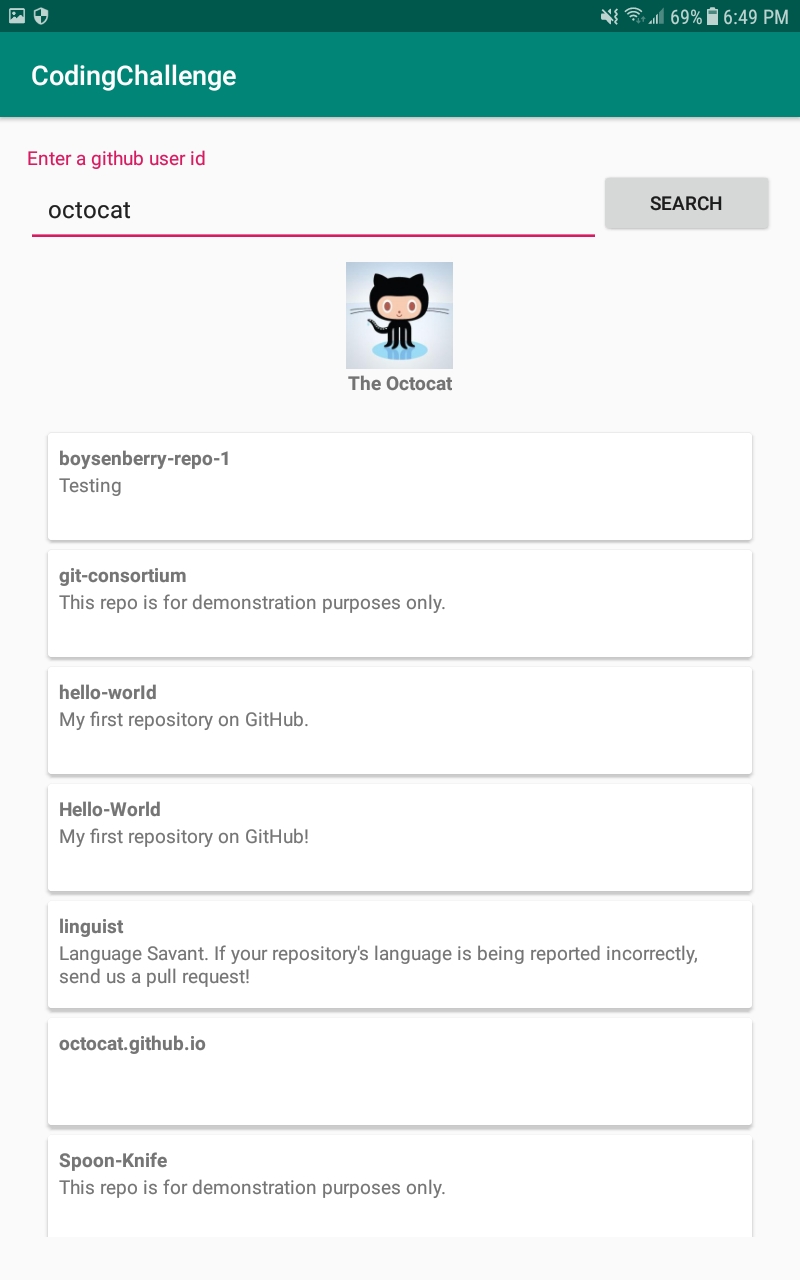 69% 6:49 PM
CodingChallenge
Enter a github user id
octocat
SEARCH
The Octocat
boysenberry-repo-1
Testing
git-consortium
This repo is for demonstration purposes only.
hello-worId
My first repository on GitHub.
Hello-World
My first repository on GitHub!
linguist
Language Savant. If your repository's language is being reported incorrectly,
send us a pull request!
octocat.github.io
Spoon-Knife
This repo is for demonstration purposes only.